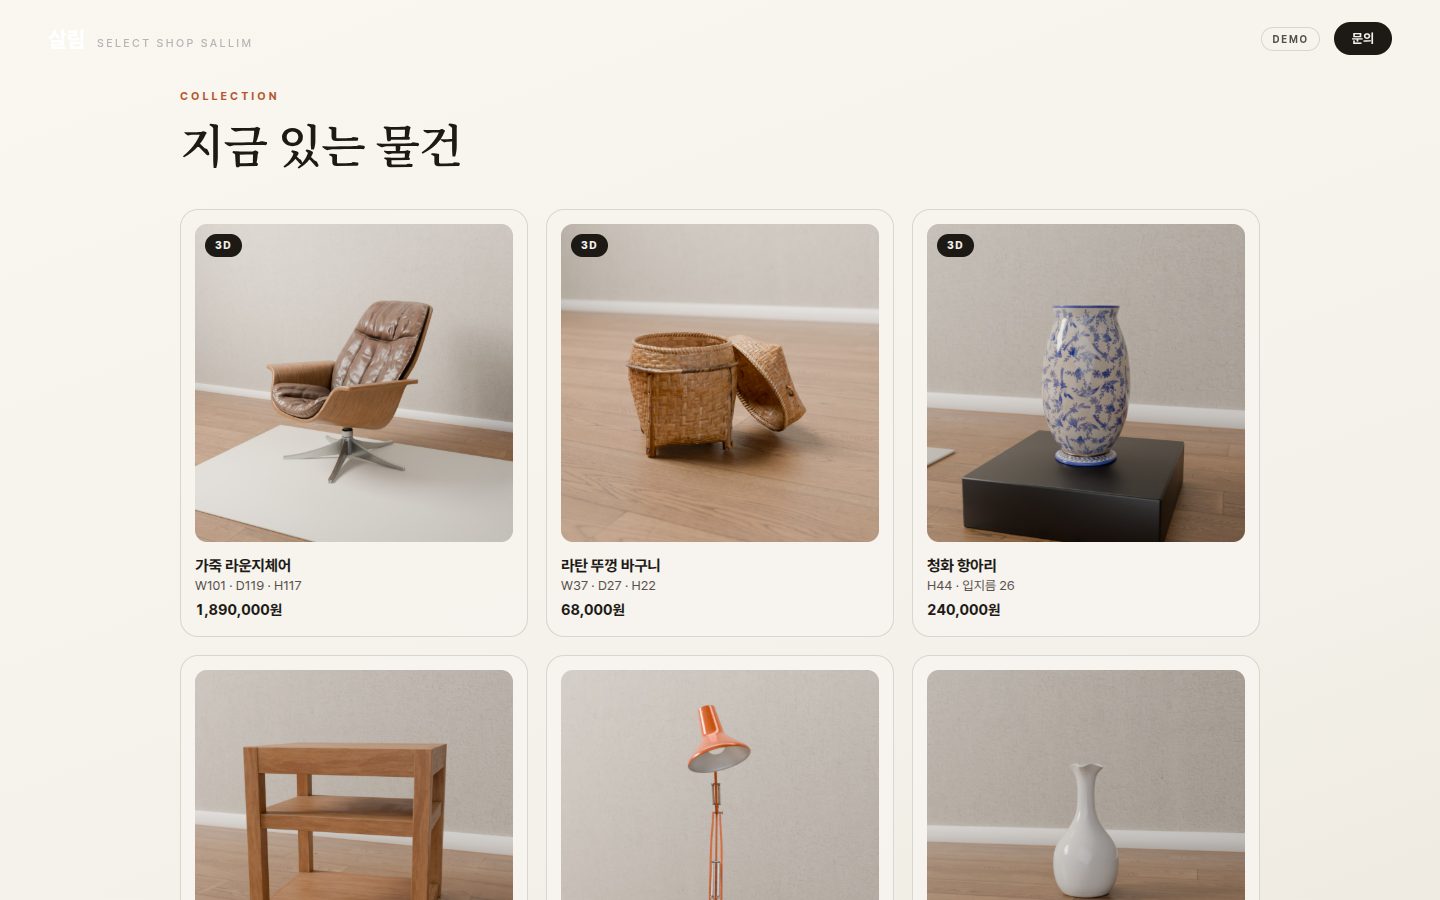 살림 SELECT SHOP SALLIM
DEMO
문의
COLLECTION
지금 있는 물건
3D
3D
3D
가죽 라운지체어
W101 · D119 · H117
1,890,000원
라탄 뚜껑 바구니
W37 · D27 · H22
68,000원
청화 항아리
H44 · 입지름 26
240,000원